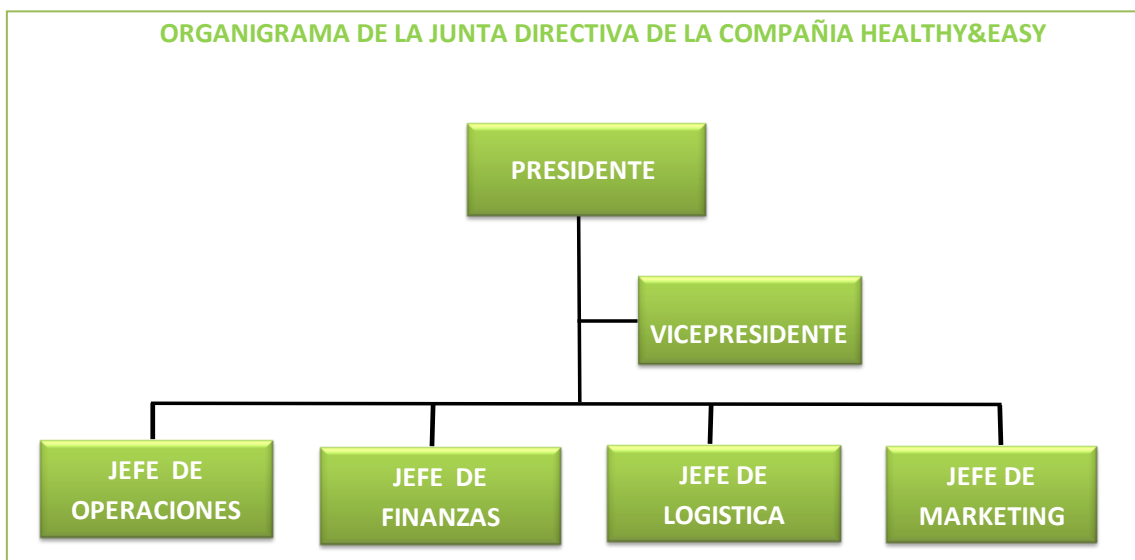 ORGANIGRAMA DE LA JUNTA DIRECTIVA DE LA COMPAÑIA HEALTHY&EASY
PRESIDENTE
VICEPRESIDENTE
JEFE DE
OPERACIONES
JEFE DE
FINANZAS
JEFE DE
LOGISTICA
JEFE DE
MARKETING